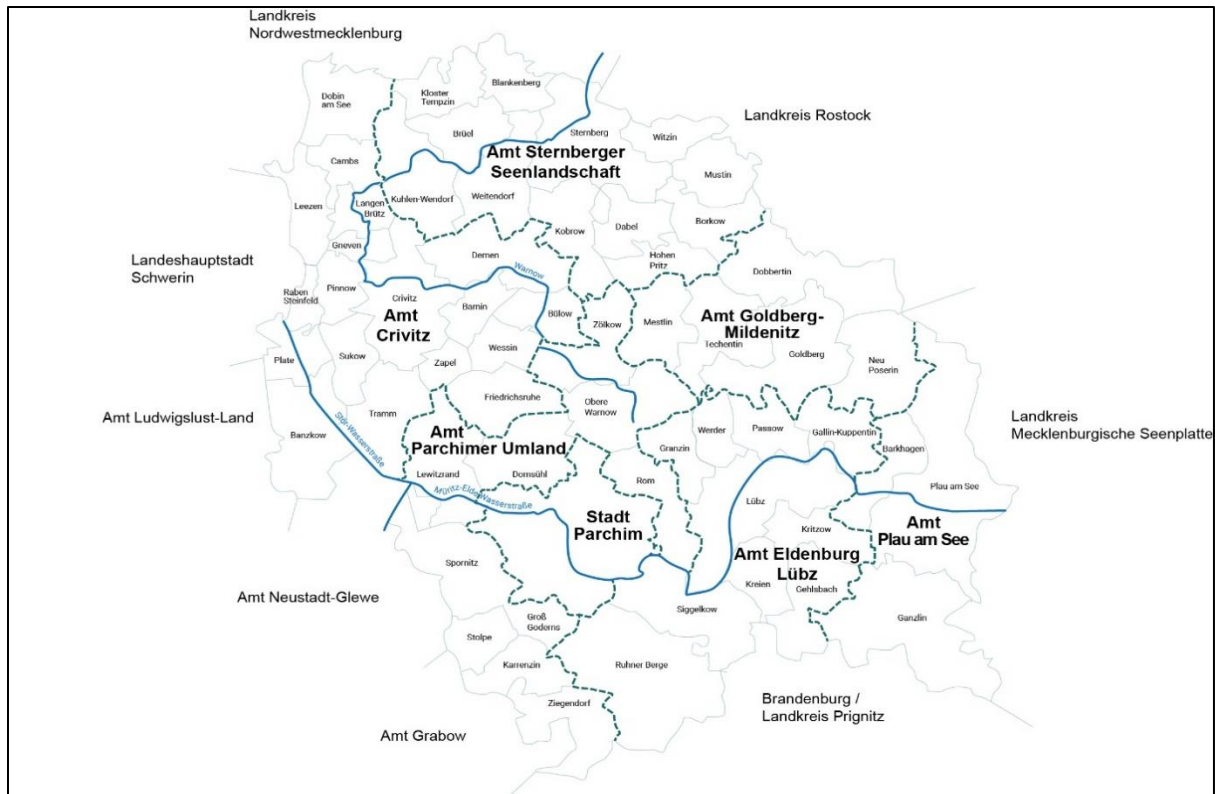 Landkreis
Nordwestmecklenburg
Blankenberg
Kloster
Tempzin
Dobin
am See
Landkreis Rostock
Brüel
Sternberg
Witzin
Amt Sternberger
Seenlandschaft
Cambs
Mustin
Kuhlen-Wendorf
Weitendorf
Leezen
Langen
Brütz
Dabel
Borkow
Kobrow
Gneven
Demen
Hohen
Pritz
Landeshauptstadt
Schwerin
Warnow
Dobbertin
Raben
Steinfeld
Pinnow
Crivitz
Barnin
Bülow
Zölkow
Mestlin
Amt
Crivitz
Amt Goldberg-
Mildenitz
Techentin
Goldberg
Wessin
Plate
Sukow
Zapel
Neu
Poserin
Friedrichsruhe
Obere
Warnow
Amt Ludwigslust-Land
Tramm
Landkreis
Mecklenburgische Seenplatte
Stör-Wasserstraße
Banzkow
Amt
Parchimer Umland
Werder
Passow
Gallin-Kuppentin
Granzin
Barkhagen
Lewitzrand
Domsühl
Rom
Plau am See
Müritz-Elde-Wasserstraße
Lübz
Stadt
Parchim
Kritzow
Amt
Plau am See
Amt Eldenburg
Lübz
Spornitz
Kreien
Gehlsbach
Amt Neustadt-Glewe
Siggelkow
Ganzlin
Groß
Godems
Stolpe
Karrenzin
Ruhner Berge
Ziegendorf
Brandenburg /
Landkreis Prignitz
Amt Grabow